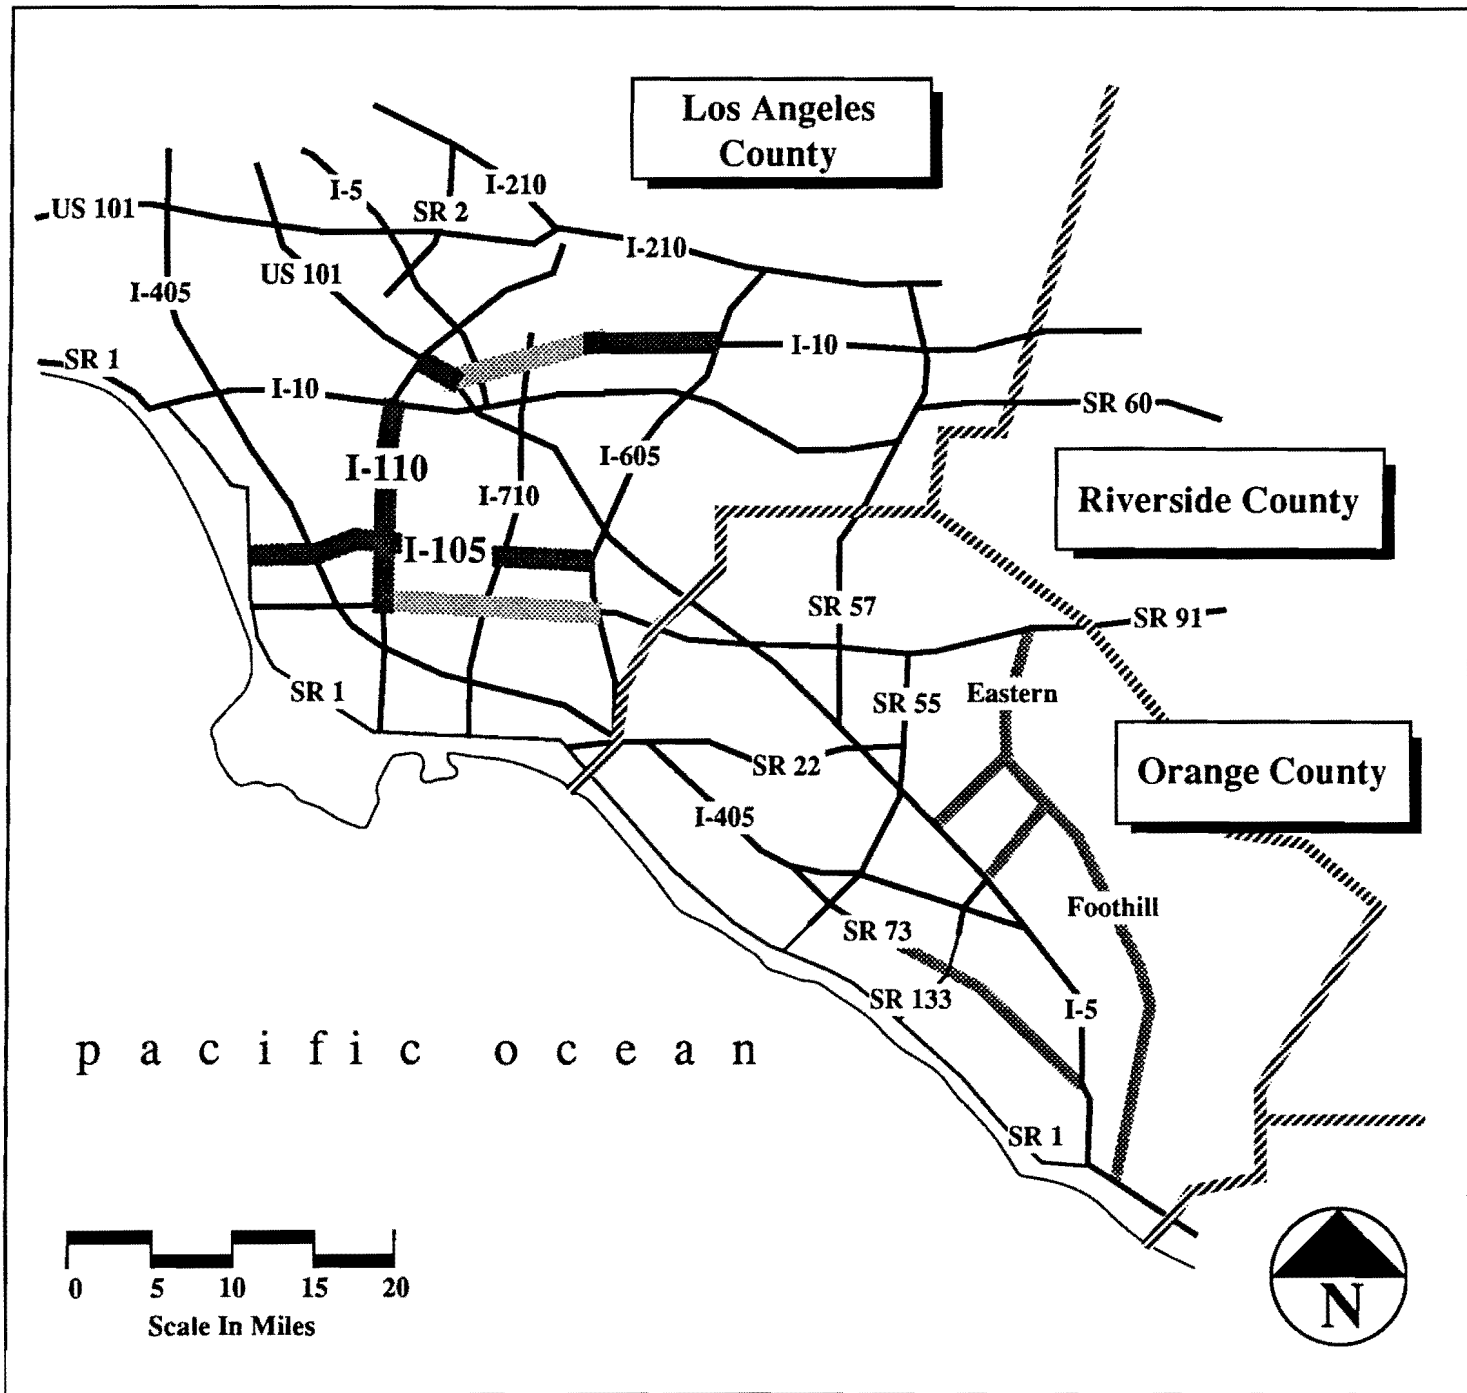 Los Angeles
County
I-5
I-210
US 101
SR 2
I-210
US 101
I-405
SR 1
I-10
I-10
SR 60
I-110
I-605
I-710
Riverside County
I-105
SR 57
SR 91
SR 1
SR 55
Eastern
SR 22
Orange County
I-405
Foothill
SR 73
SR 133
I-5
pacific ocean
SR 1
0 5 10 15 20
Scale In Miles
N